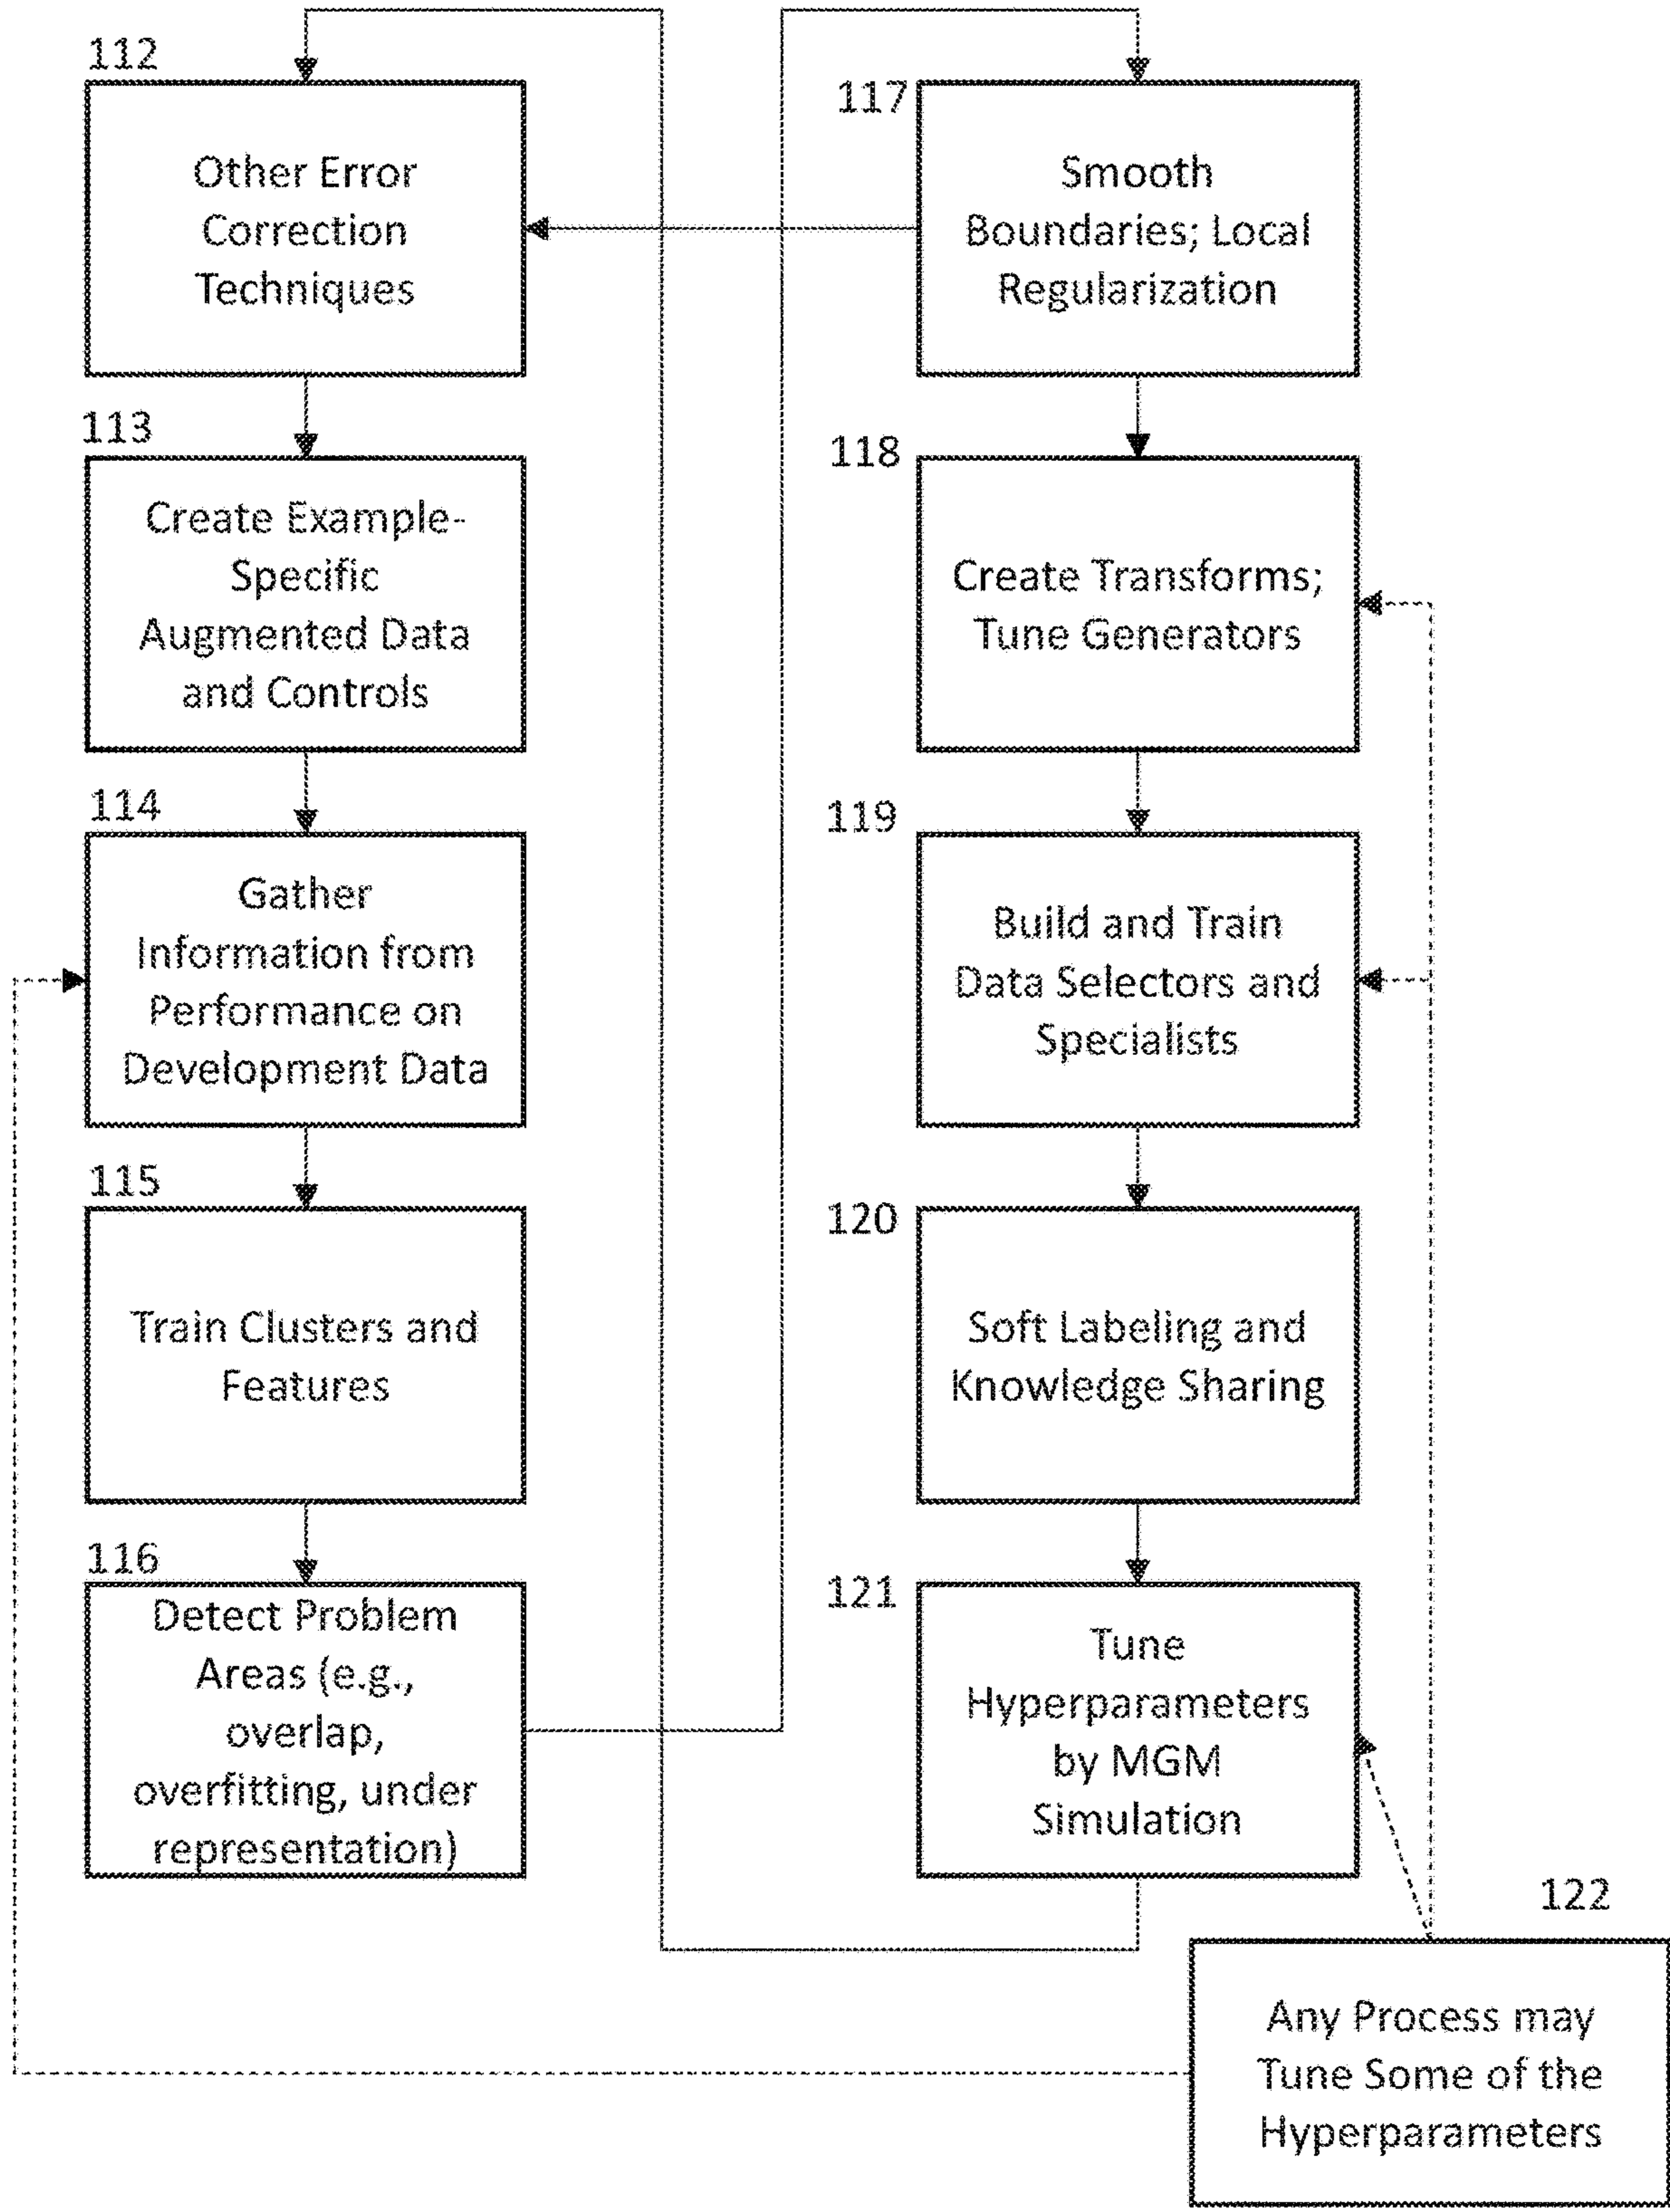 112
Other Error
Correction
Techniques
113
Create Example-
Specific
Augmented Data
and Controls
114
Gather
Information from
Performance on
Development Data
115
Train Clusters and
Features
116
Detect Problem
Areas (e.g.,
overlap,
overfitting, under
representation)
117
Smooth
Boundaries; Local
Regularization
118
Create Transforms;
Tune Generators
119
Build and Train
Data Selectors and
Specialists
120
Soft Labeling and
Knowledge Sharing
121
Tune
Hyperparameters
by MGM
Simulation
122
Any Process may
Tune Some of the
Hyperparameters